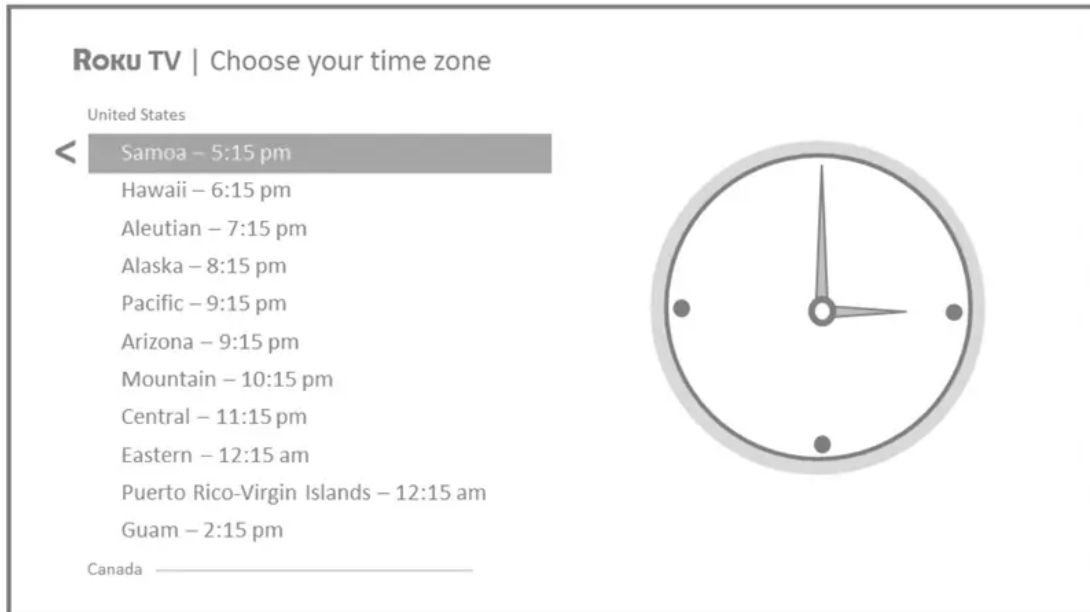 ROKU TV | Choose your time zone
United States
<
Samoa – 5:15 pm
Hawaii – 6:15 pm
Aleutian – 7:15 pm
Alaska – 8:15 pm
Pacific – 9:15 pm
Arizona – 9:15 pm
Mountain – 10:15 pm
Central – 11:15 pm
Eastern – 12:15 am
Puerto Rico-Virgin Islands – 12:15 am
Guam – 2:15 pm
Canada